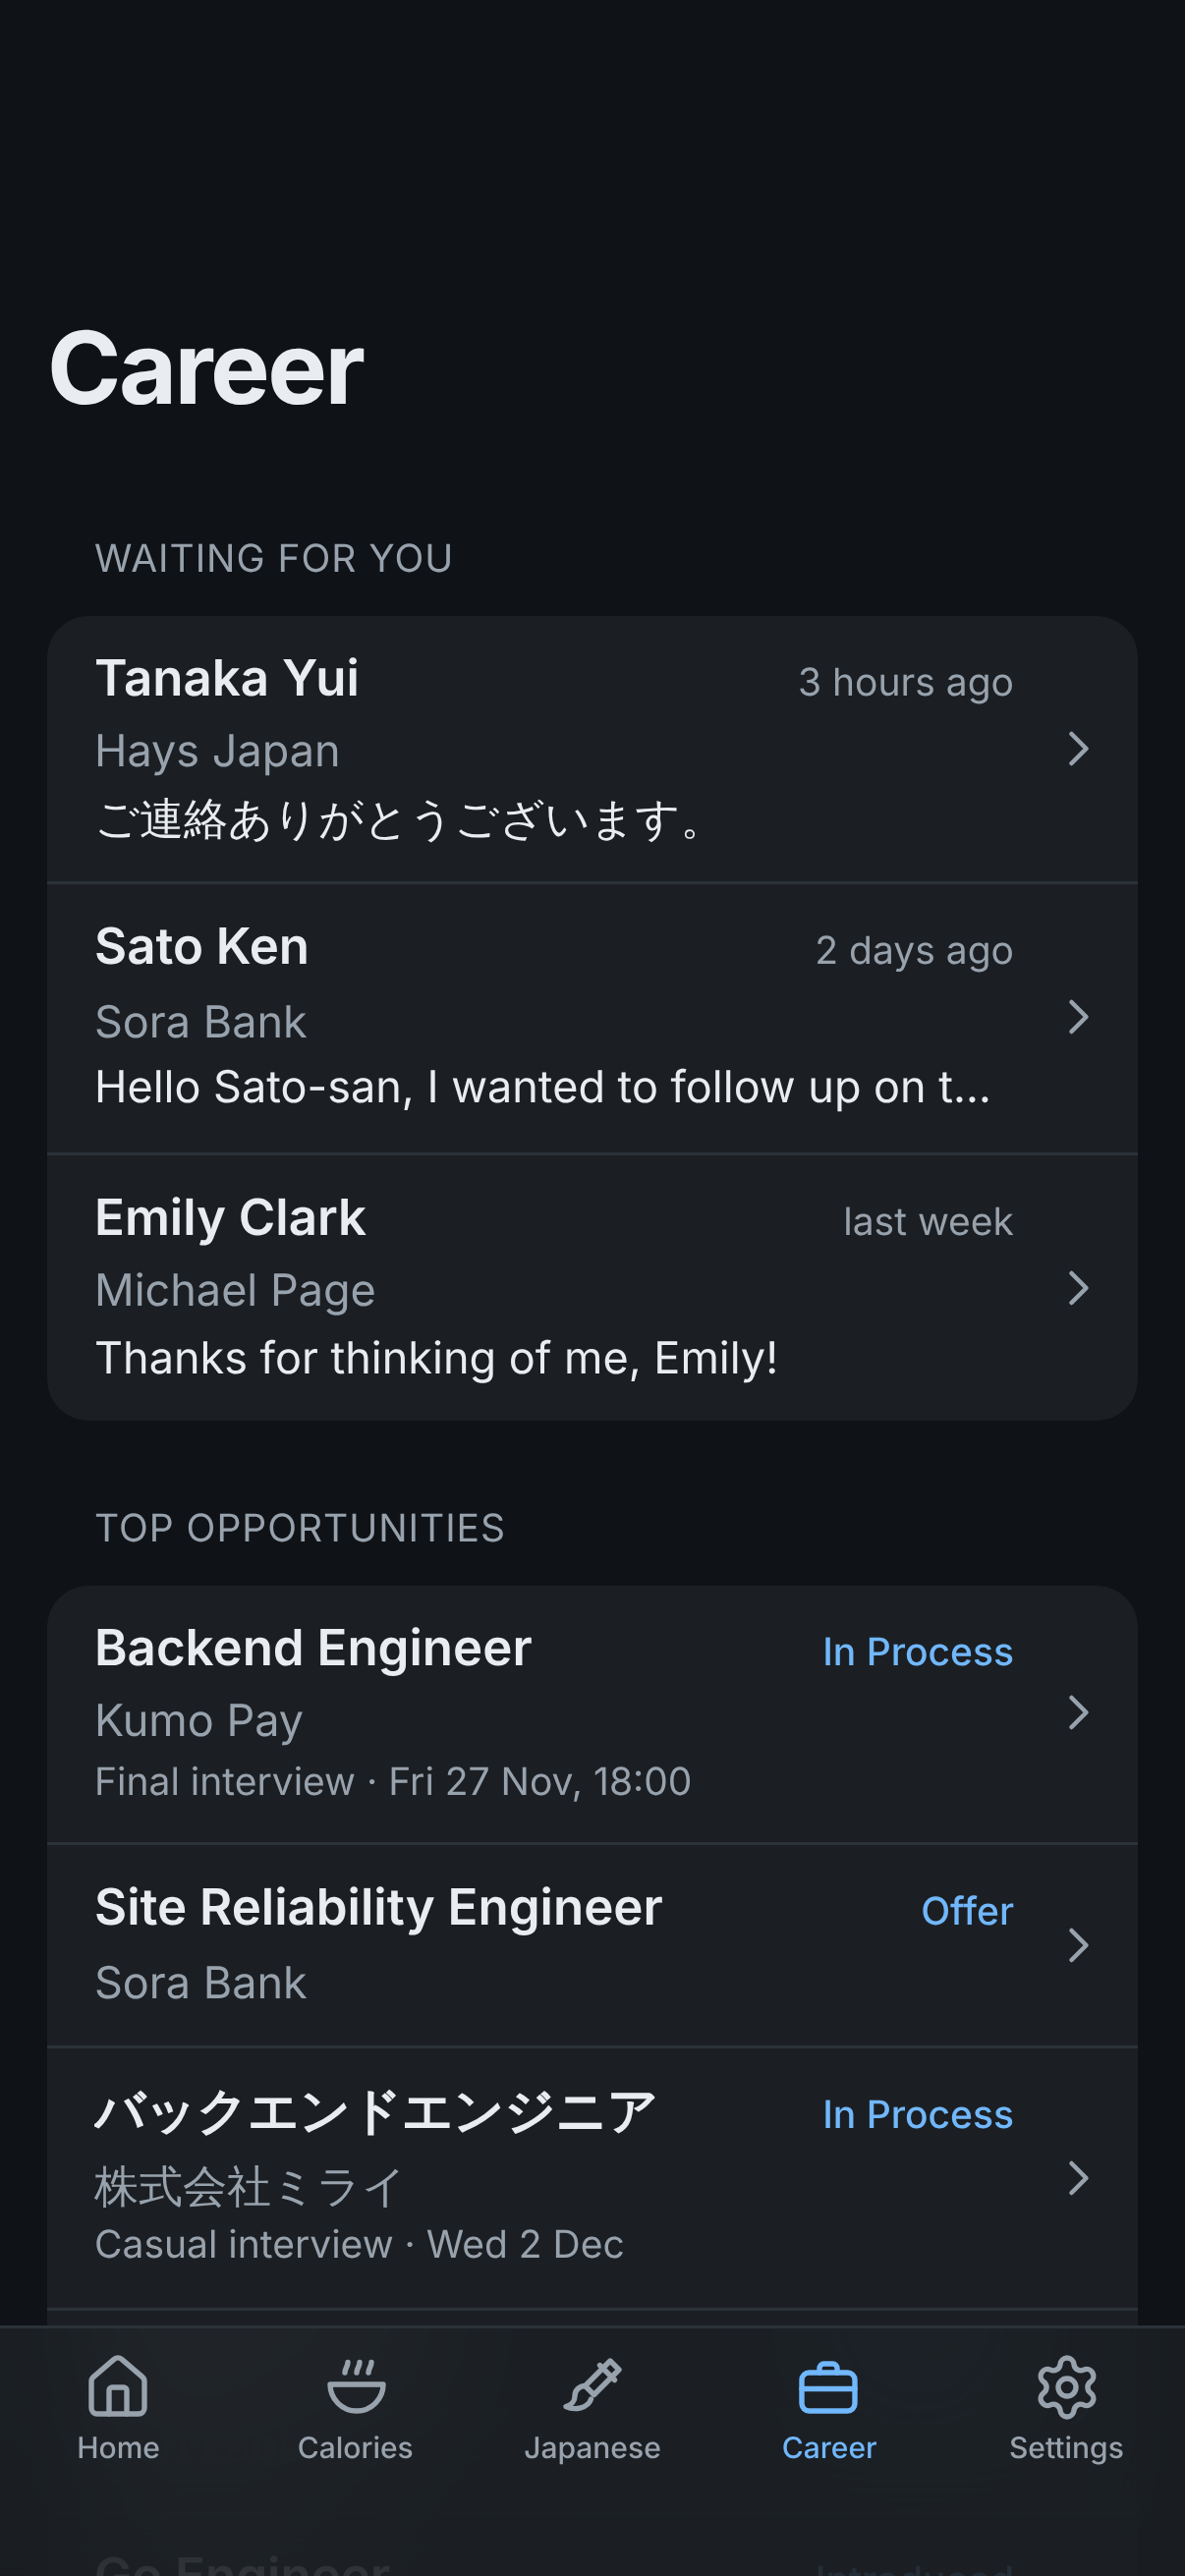 Career
WAITING FOR YOU
Tanaka Yui
3 hours ago
Hays Japan
ご連絡ありがとうございます。
Sato Ken
2 days ago
Sora Bank
Hello Sato-san, I wanted to follow up on t...
Emily Clark
last week
Michael Page
Thanks for thinking of me, Emily!
TOP OPPORTUNITIES
Backend Engineer
In Process
Kumo Pay
Final interview · Fri 27 Nov, 18:00
Site Reliability Engineer
Offer
Sora Bank
バックエンドエンジニア
In Process
株式会社ミライ
Casual interview · Wed 2 Dec
Home
Calories
Japanese
Career
Settings
Go Engineer
Introduced